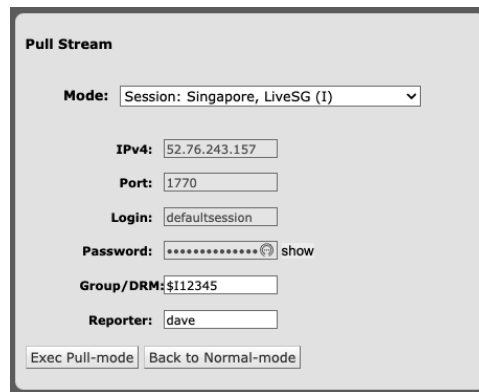 Pull Stream
Mode: Session: Singapore, LiveSG (I)
IPv4: 52.76.243.157
Port: 1770
Login: defaultsession
Password: •••••••••••••• show
Group/DRM: $I12345
Reporter: dave
Exec Pull-mode Back to Normal-mode